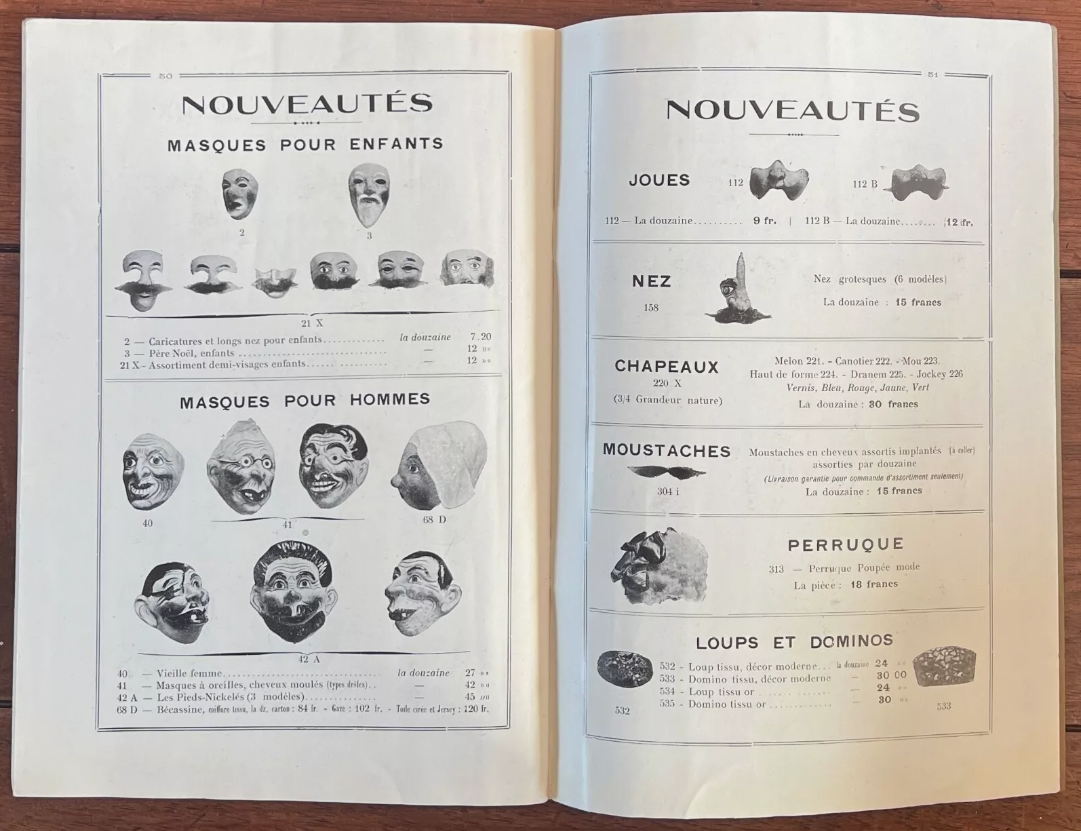 50
NOUVEAUTÉS
MASQUES POUR ENFANTS
2
3
21 X
2 — Caricatures et longs nez pour enfants............ la douzaine 7.20
3 — Père Noël, enfants ................................ — 12 »»
21 X - Assortiment demi-visages enfants...... ................ — 12 »»
MASQUES POUR HOMMES
40
41
68 D
42 A
40 — Vieille femme.............................. la douzaine 27 »»
41 — Masques à oreilles, cheveux moulés (types drôles).. — 42 »»
42 A — Les Pieds-Nickelés (3 modèles).................. — 45 »»
68 D — Bécassine, coiffure tissu, la dz. carton : 84 fr. - Gaze : 102 fr. - Toile cirée et Jersey : 120 fr.
51
NOUVEAUTÉS
JOUES
112
112 B
112 — La douzaine.......... 9 fr. | 112 B — La douzaine....... 12 fr.
NEZ
158
Nez grotesques (6 modèles)
La douzaine : 15 francs
CHAPEAUX
220 X
(3/4 Grandeur nature)
Melon 221. - Canotier 222. - Mou 223.
Haut de forme 224. - Dranem 225. - Jockey 226
Vernis, Bleu, Rouge, Jaune, Vert
La douzaine : 30 francs
MOUSTACHES
304 i
Moustaches en cheveux assortis implantés (à coller)
assorties par douzaine
(Livraison garantie pour commande d'assortiment seulement)
La douzaine : 15 francs
PERRUQUE
313 — Perruque Poupée mode
La pièce : 18 francs
LOUPS ET DOMINOS
532 - Loup tissu, décor moderne... la douzaine 24 »»
533 - Domino tissu, décor moderne — 30 00
534 - Loup tissu or .............. — 24 »»
535 - Domino tissu or ............. — 30 »»
532
533